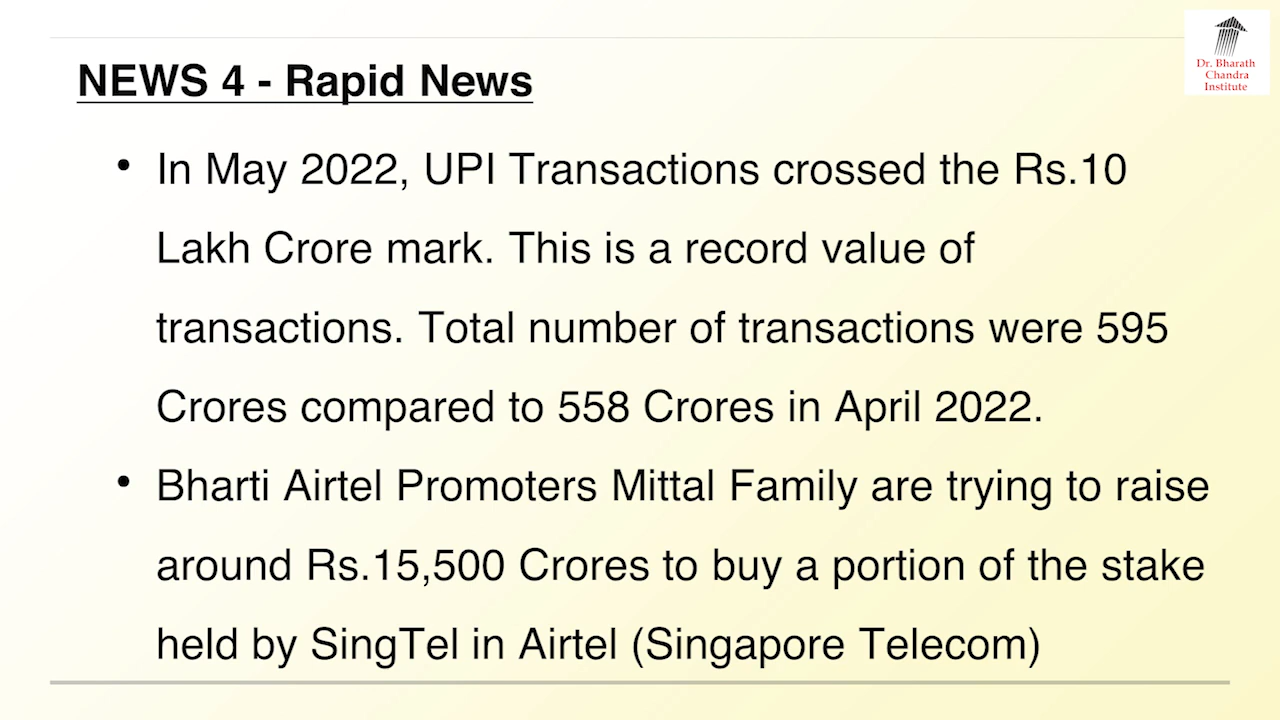 Dr. Bharath
Chandra
Institute
NEWS 4 - Rapid News
• In May 2022, UPI Transactions crossed the Rs.10
Lakh Crore mark. This is a record value of
transactions. Total number of transactions were 595
Crores compared to 558 Crores in April 2022.
• Bharti Airtel Promoters Mittal Family are trying to raise
around Rs.15,500 Crores to buy a portion of the stake
held by SingTel in Airtel (Singapore Telecom)